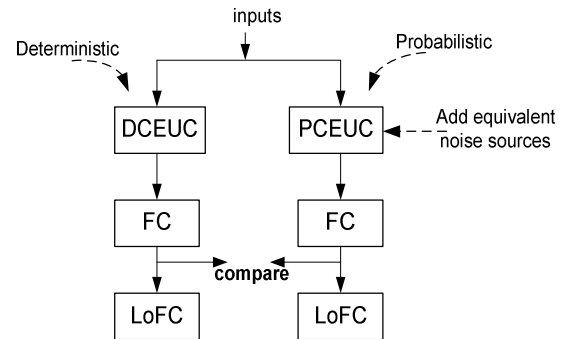 inputs
Deterministic
Probabilistic
DCEUC
PCEUC
Add equivalent
noise sources
FC
FC
compare
LoFC
LoFC